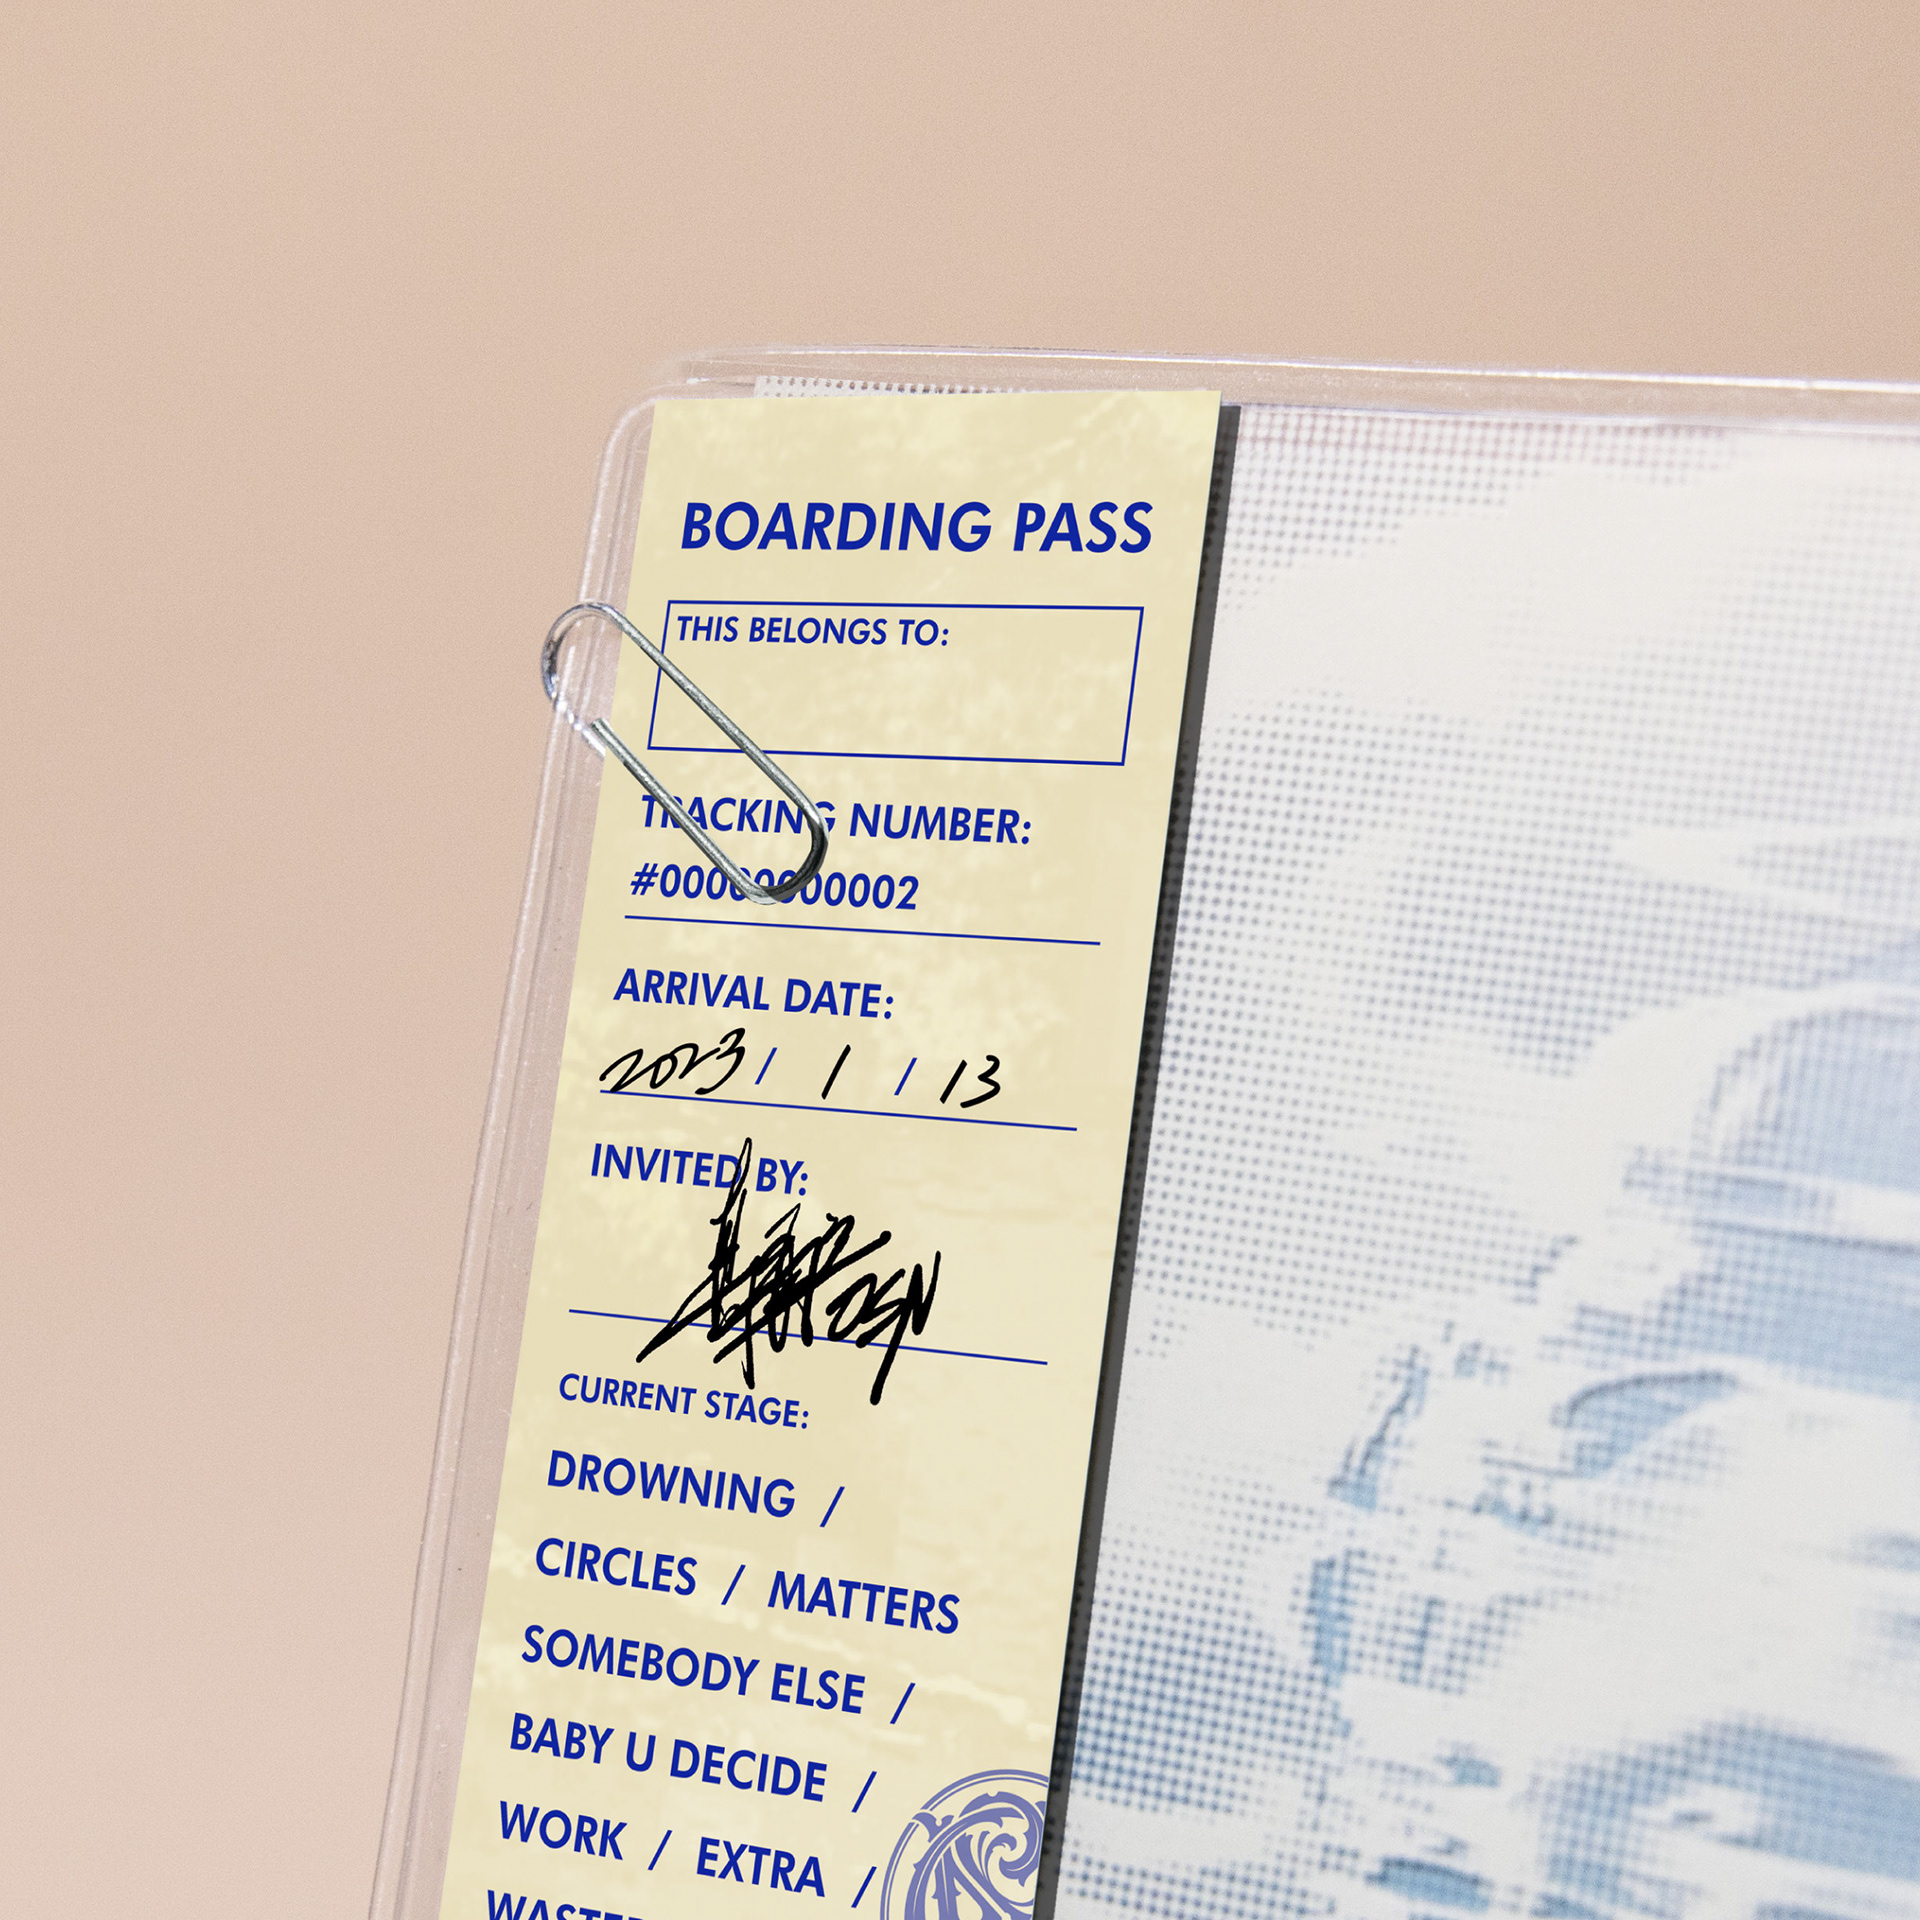 BOARDING PASS
THIS BELONGS TO:
TRACKING NUMBER:
#00000000002
ARRIVAL DATE:
2023 / 1 / 13
INVITED BY:
CURRENT STAGE:
DROWNING /
CIRCLES / MATTERS
SOMEBODY ELSE /
BABY U DECIDE /
WORK / EXTRA /